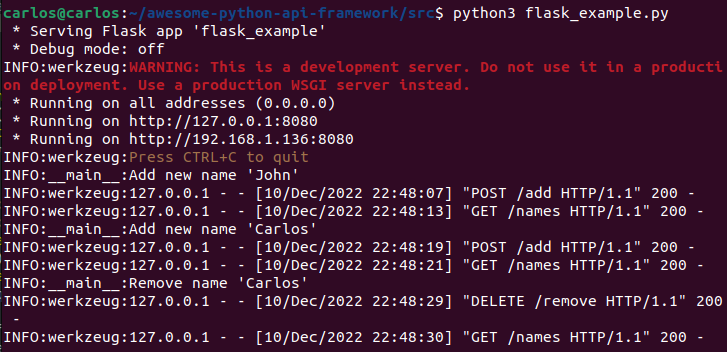 carlos@carlos:~/awesome-python-api-framework/src$ python3 flask_example.py
 * Serving Flask app 'flask_example'
 * Debug mode: off
INFO:werkzeug:WARNING: This is a development server. Do not use it in a producti
on deployment. Use a production WSGI server instead.
 * Running on all addresses (0.0.0.0)
 * Running on http://127.0.0.1:8080
 * Running on http://192.168.1.136:8080
INFO:werkzeug:Press CTRL+C to quit
INFO:__main__:Add new name 'John'
INFO:werkzeug:127.0.0.1 - - [10/Dec/2022 22:48:07] "POST /add HTTP/1.1" 200 -
INFO:werkzeug:127.0.0.1 - - [10/Dec/2022 22:48:13] "GET /names HTTP/1.1" 200 -
INFO:__main__:Add new name 'Carlos'
INFO:werkzeug:127.0.0.1 - - [10/Dec/2022 22:48:19] "POST /add HTTP/1.1" 200 -
INFO:werkzeug:127.0.0.1 - - [10/Dec/2022 22:48:21] "GET /names HTTP/1.1" 200 -
INFO:__main__:Remove name 'Carlos'
INFO:werkzeug:127.0.0.1 - - [10/Dec/2022 22:48:29] "DELETE /remove HTTP/1.1" 200
 -
INFO:werkzeug:127.0.0.1 - - [10/Dec/2022 22:48:30] "GET /names HTTP/1.1" 200 -